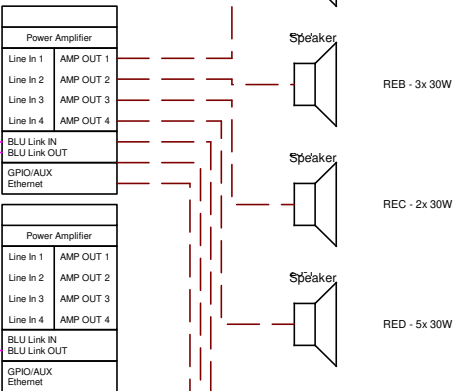 Power Amplifier
Line In 1 AMP OUT 1
Line In 2 AMP OUT 2
Line In 3 AMP OUT 3
Line In 4 AMP OUT 4
BLU Link IN
BLU Link OUT
GPIO/AUX
Ethernet
Speaker
REB - 3x 30W
Speaker
REC - 2x 30W
Power Amplifier
Line In 1 AMP OUT 1
Line In 2 AMP OUT 2
Line In 3 AMP OUT 3
Line In 4 AMP OUT 4
BLU Link IN
BLU Link OUT
GPIO/AUX
Ethernet
Speaker
RED - 5x 30W